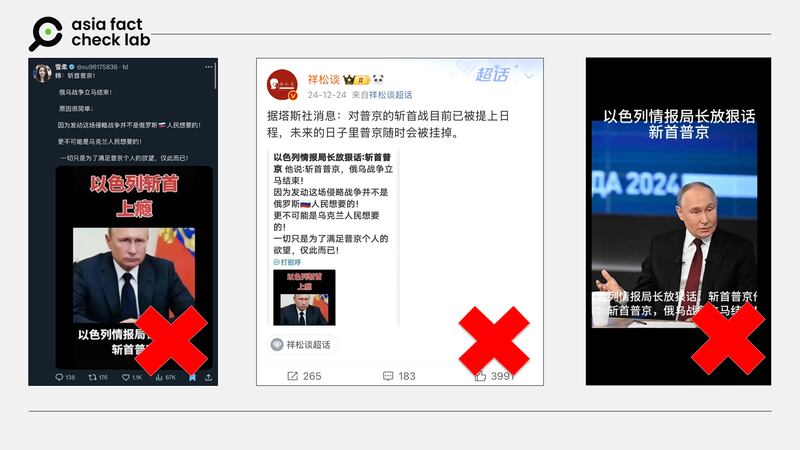 asia fact
check lab
雪柔 @xu96175836 · 1d
轉：斩首普京！
俄乌战争立马结束！
原因很简单；
因为发动这场侵略战争并不是俄罗斯🇷🇺人民想要的！
更不可能是乌克兰人民想要的！
一切只是为了满足普京个人的欲望，仅此而已！
以色列斩首
上瘾
以色列情报局
斩首普
138
176
1.1K
67K
祥松谈
II
超话
24-12-24 来自祥松谈超话
据塔斯社消息：对普京的斩首战目前已被提上日
程，未来的日子里普京随时会被挂掉。
以色列情报局长放狠话:斩首普
京 他说:斩首普京，俄乌战争立
马结束！
因为发动这场侵略战争并不是
俄罗斯🇷🇺人民想要的！
更不可能是乌克兰人民想要
的！
一切只是为了满足普京个人的
欲望，仅此而已！
打招呼
以色列斩首
上瘾
祥松谈超话
265
183
3991
以色列情报局长放狠话
斩首普京
ДА 2024
色列情报局长放狠话：斩首普京
：斩首普京，俄乌战争立马结